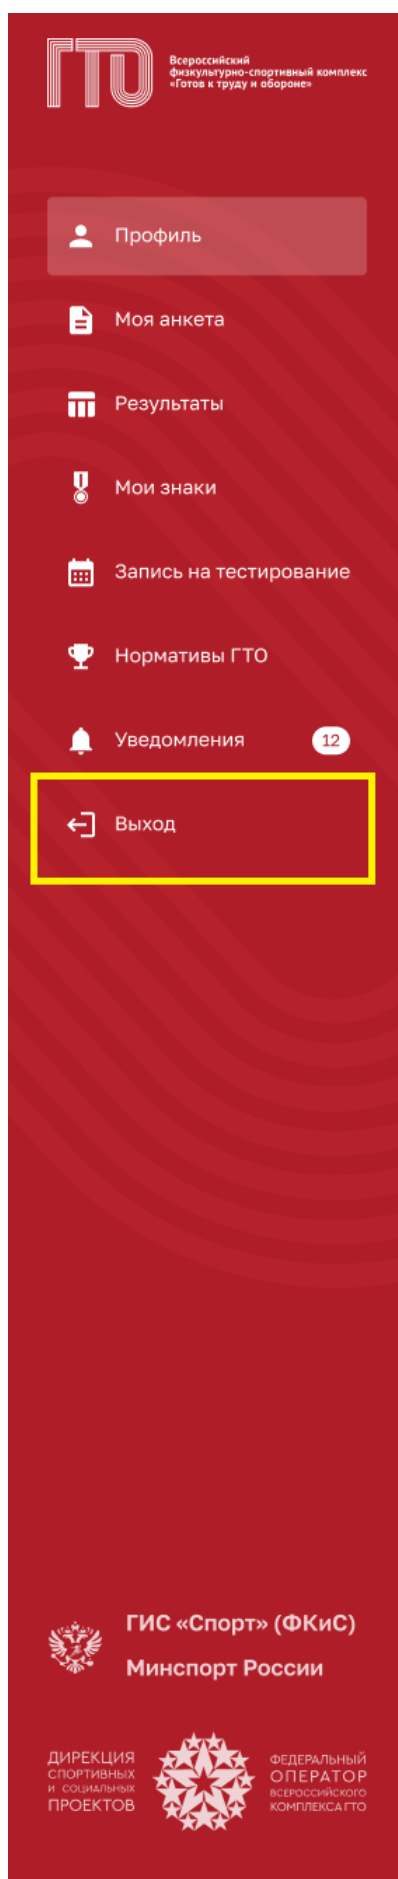 ГТО
Всероссийский
физкультурно-спортивный комплекс
«Готов к труду и обороне»
Профиль
Моя анкета
Результаты
Мои знаки
Запись на тестирование
Нормативы ГТО
Уведомления 12
Выход
ГИС «Спорт» (ФКиС)
Минспорт России
ДИРЕКЦИЯ
СПОРТИВНЫХ
И СОЦИАЛЬНЫХ
ПРОЕКТОВ
ФЕДЕРАЛЬНЫЙ
ОПЕРАТОР
ВСЕРОССИЙСКОГО
КОМПЛЕКСА ГТО